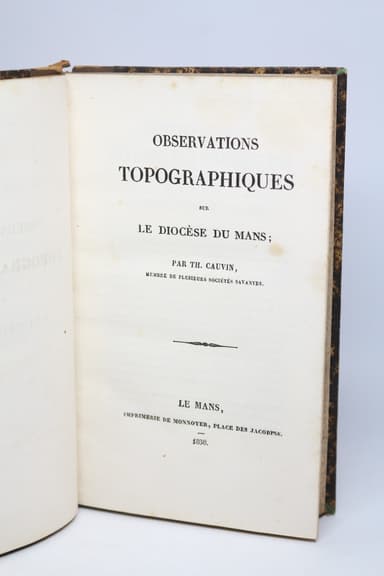 OBSERVATIONS
TOPOGRAPHIQUES
SUR
LE DIOCÈSE DU MANS;
PAR TH. CAUVIN,
MEMBRE DE PLUSIEURS SOCIÉTÉS SAVANTES.
LE MANS,
IMPRIMERIE DE MONNOYER, PLACE DES JACOBINS.